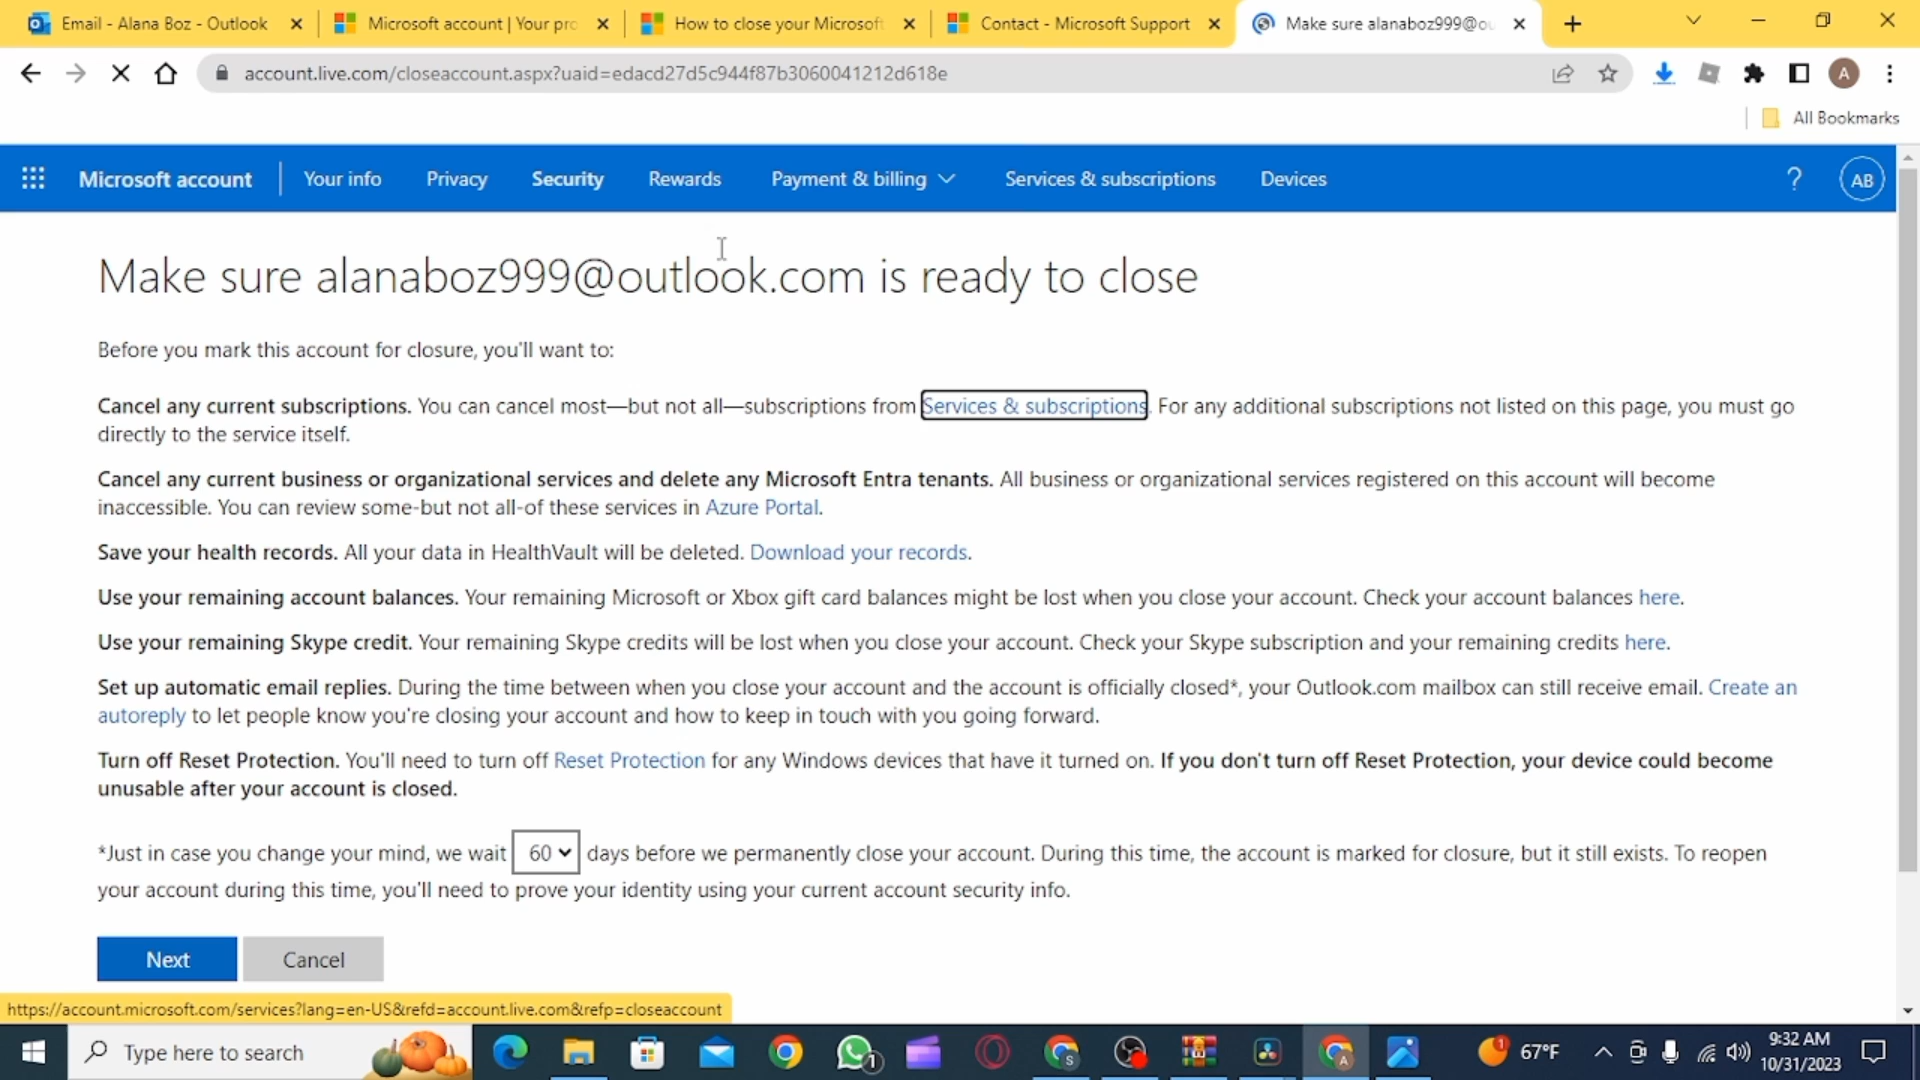 Email - Alana Boz - Outlook
Microsoft account | Your pro
How to close your Microsoft
Contact - Microsoft Support
Make sure alanaboz999@ou
account.live.com/closeaccount.aspx?uaid=edacd27d5c944f87b3060041212d618e
A
All Bookmarks
Microsoft account
Your info
Privacy
Security
Rewards
Payment & billing
Services & subscriptions
Devices
?
AB
Make sure alanaboz999@outlook.com is ready to close
Before you mark this account for closure, you'll want to:
Cancel any current subscriptions. You can cancel most—but not all—subscriptions from Services & subscriptions. For any additional subscriptions not listed on this page, you must go
directly to the service itself.
Cancel any current business or organizational services and delete any Microsoft Entra tenants. All business or organizational services registered on this account will become
inaccessible. You can review some-but not all-of these services in Azure Portal.
Save your health records. All your data in HealthVault will be deleted. Download your records.
Use your remaining account balances. Your remaining Microsoft or Xbox gift card balances might be lost when you close your account. Check your account balances here.
Use your remaining Skype credit. Your remaining Skype credits will be lost when you close your account. Check your Skype subscription and your remaining credits here.
Set up automatic email replies. During the time between when you close your account and the account is officially closed*, your Outlook.com mailbox can still receive email. Create an
autoreply to let people know you're closing your account and how to keep in touch with you going forward.
Turn off Reset Protection. You'll need to turn off Reset Protection for any Windows devices that have it turned on. If you don't turn off Reset Protection, your device could become
unusable after your account is closed.
*Just in case you change your mind, we wait 60 days before we permanently close your account. During this time, the account is marked for closure, but it still exists. To reopen
your account during this time, you'll need to prove your identity using your current account security info.
Next
Cancel
https://account.microsoft.com/services?lang=en-US&refd=account.live.com&refp=closeaccount
Type here to search
1
S
A
1
67°F
9:32 AM
10/31/2023